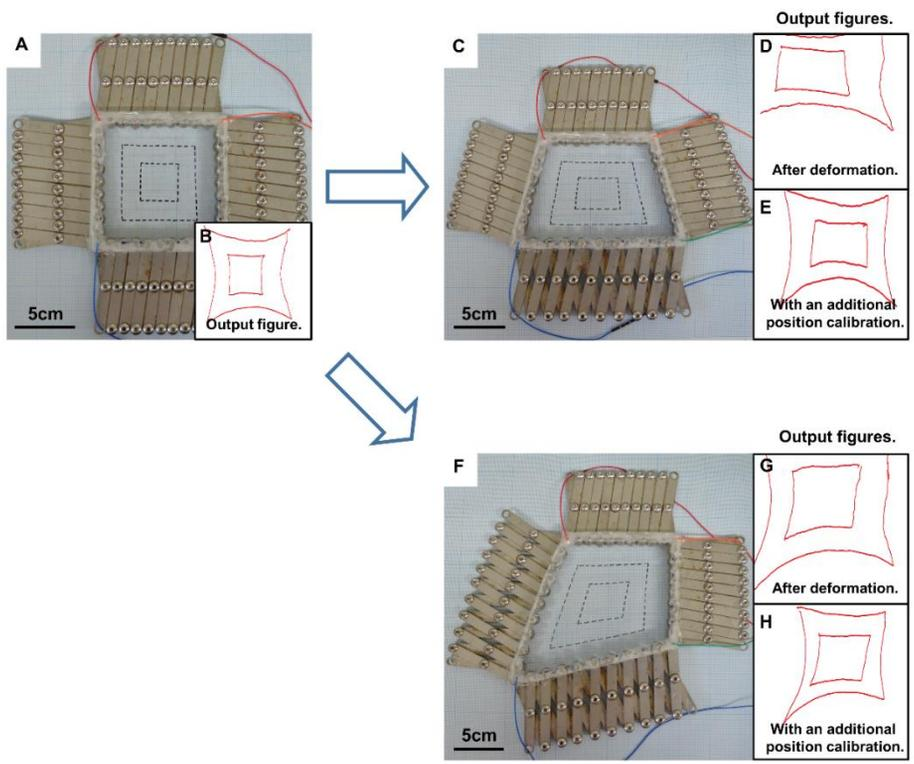 Output figures.
A
C
D
After deformation.
E
B
With an additional
position calibration.
5cm
Output figure.
5cm
Output figures.
F
G
After deformation.
H
With an additional
position calibration.
5cm